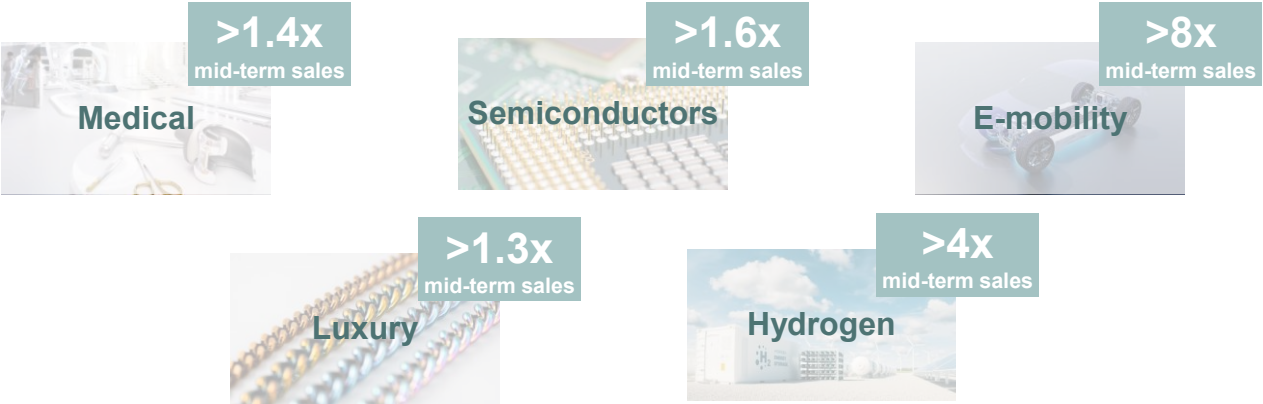 >1.4x
mid-term sales
Medical
>1.6x
mid-term sales
Semiconductors
>8x
mid-term sales
E-mobility
>1.3x
mid-term sales
Luxury
>4x
mid-term sales
Hydrogen
H₂